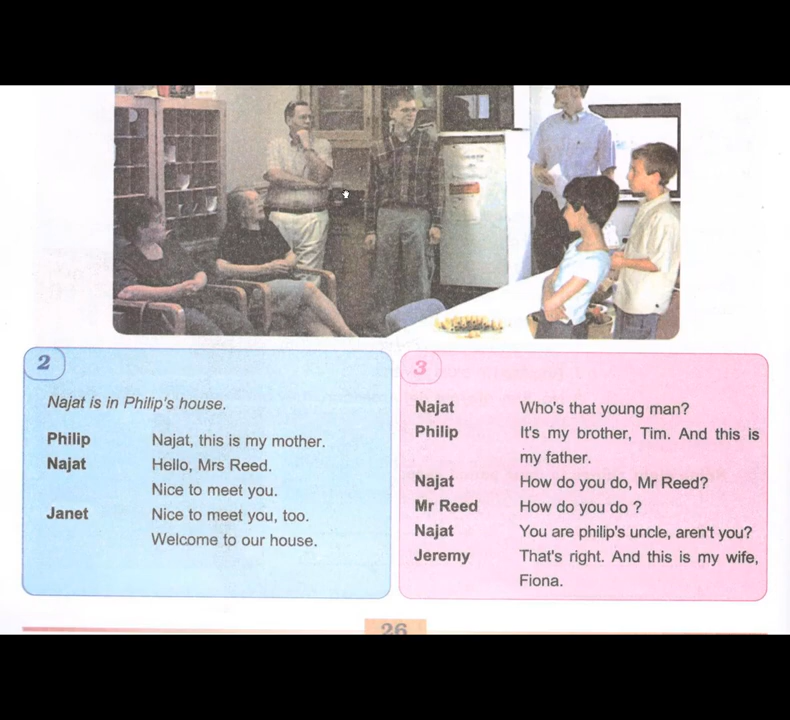 2
Najat is in Philip's house.
Philip Najat, this is my mother.
Najat Hello, Mrs Reed.
Nice to meet you.
Janet Nice to meet you, too.
Welcome to our house.
3
Najat Who's that young man?
Philip It's my brother, Tim. And this is
my father.
Najat How do you do, Mr Reed?
Mr Reed How do you do ?
Najat You are philip's uncle, aren't you?
Jeremy That's right. And this is my wife,
Fiona.
26